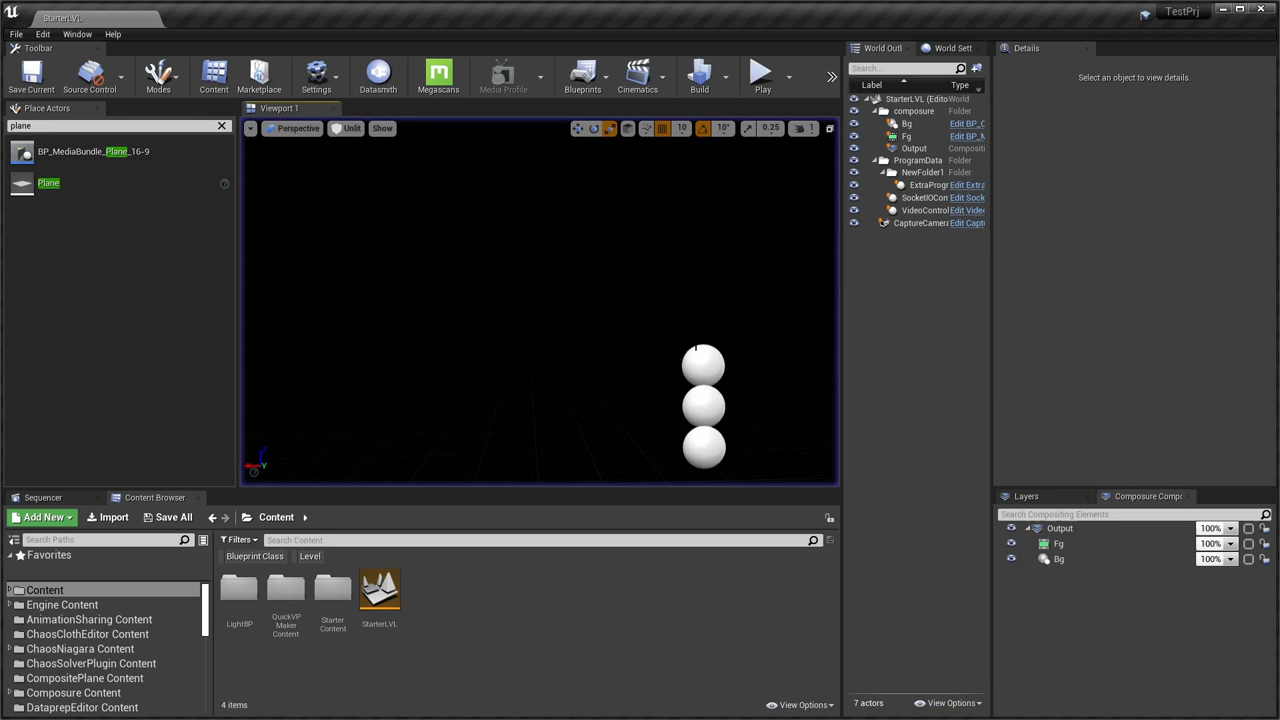 StarterLVL
TestPrj
File Edit Window Help
Toolbar
Save Current
Source Control
Modes
Content
Marketplace
Settings
Datasmith
Megascans
Media Profile
Blueprints
Cinematics
Build
Play
Place Actors
plane
BP_MediaBundle_Plane_16-9
Plane
Viewport 1
Perspective Unlit Show 10 10° 0.25 1
Y
World Outl World Sett
Search...
Label Type
StarterLVL (Edito World
composure Folder
Bg Edit BP_C
Fg Edit BP_M
Output Compositi
ProgramData Folder
NewFolder1 Folder
ExtraProgr Edit Extra
SocketIOCon Edit Sock
VideoControl Edit Video
CaptureCamera Edit Captu
7 actors View Options
Details
Select an object to view details.
Sequencer Content Browser
Add New Import Save All Content
Search Paths
Favorites
Content
Engine Content
AnimationSharing Content
ChaosClothEditor Content
ChaosNiagara Content
ChaosSolverPlugin Content
CompositePlane Content
Composure Content
DataprepEditor Content
Filters Search Content
Blueprint Class Level
LightBP
QuickVP
Maker
Content
Starter
Content
StarterLVL
4 items View Options
Layers Composure Compo
Search Compositing Elements
Output 100%
Fg 100%
Bg 100%